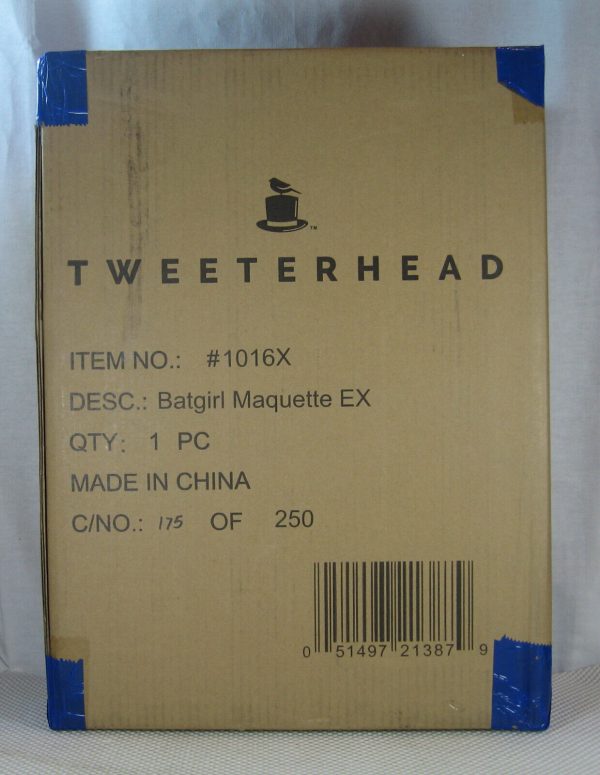 TM
TWEETERHEAD
ITEM NO.: #1016X
DESC.: Batgirl Maquette EX
QTY: 1 PC
MADE IN CHINA
C/NO.: 175 OF 250
0 51497 21387 9